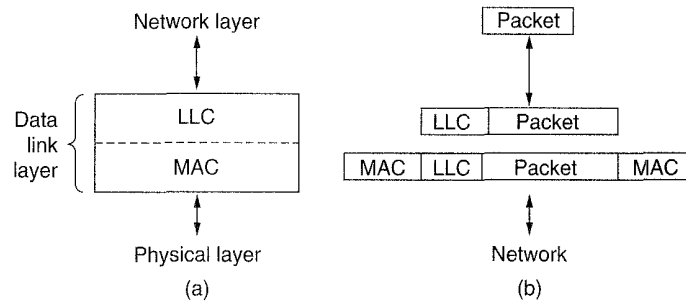 Network layer
Data
link
layer
LLC
MAC
Physical layer
(a)
Packet
LLC Packet
MAC LLC Packet MAC
Network
(b)